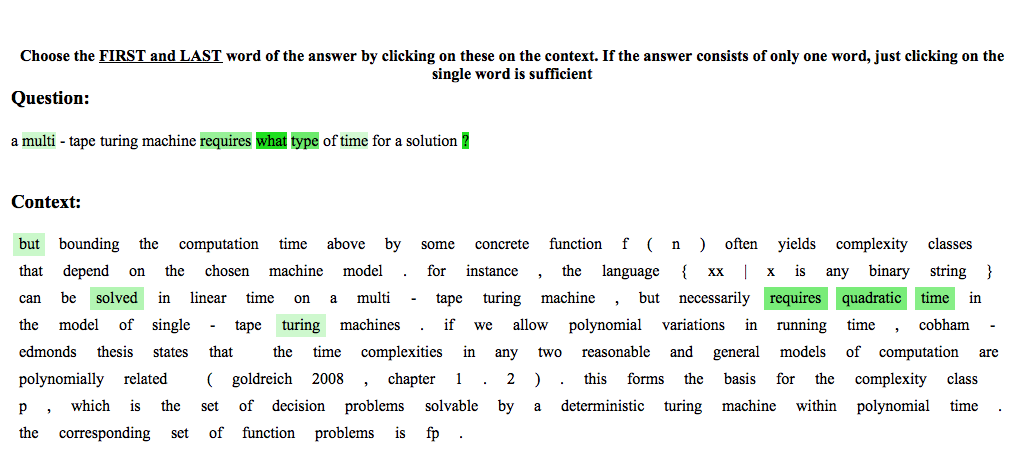 Choose the FIRST and LAST word of the answer by clicking on these on the context. If the answer consists of only one word, just clicking on the
single word is sufficient
Question:
a multi - tape turing machine requires what type of time for a solution ?
Context:
but bounding the computation time above by some concrete function f ( n ) often yields complexity classes
that depend on the chosen machine model . for instance , the language { xx | x is any binary string }
can be solved in linear time on a multi - tape turing machine , but necessarily requires quadratic time in
the model of single - tape turing machines . if we allow polynomial variations in running time , cobham -
edmonds thesis states that the time complexities in any two reasonable and general models of computation are
polynomially related ( goldreich 2008 , chapter 1 . 2 ) . this forms the basis for the complexity class
p , which is the set of decision problems solvable by a deterministic turing machine within polynomial time .
the corresponding set of function problems is fp .